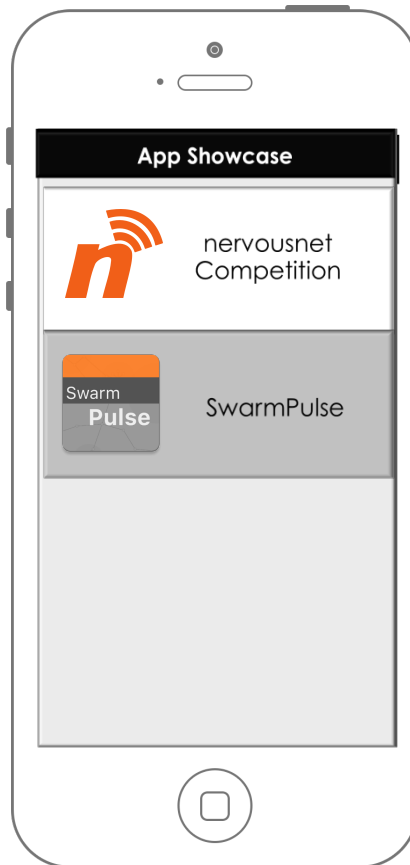 App Showcase
n
nervousnet
Competition
Swarm
Pulse
SwarmPulse